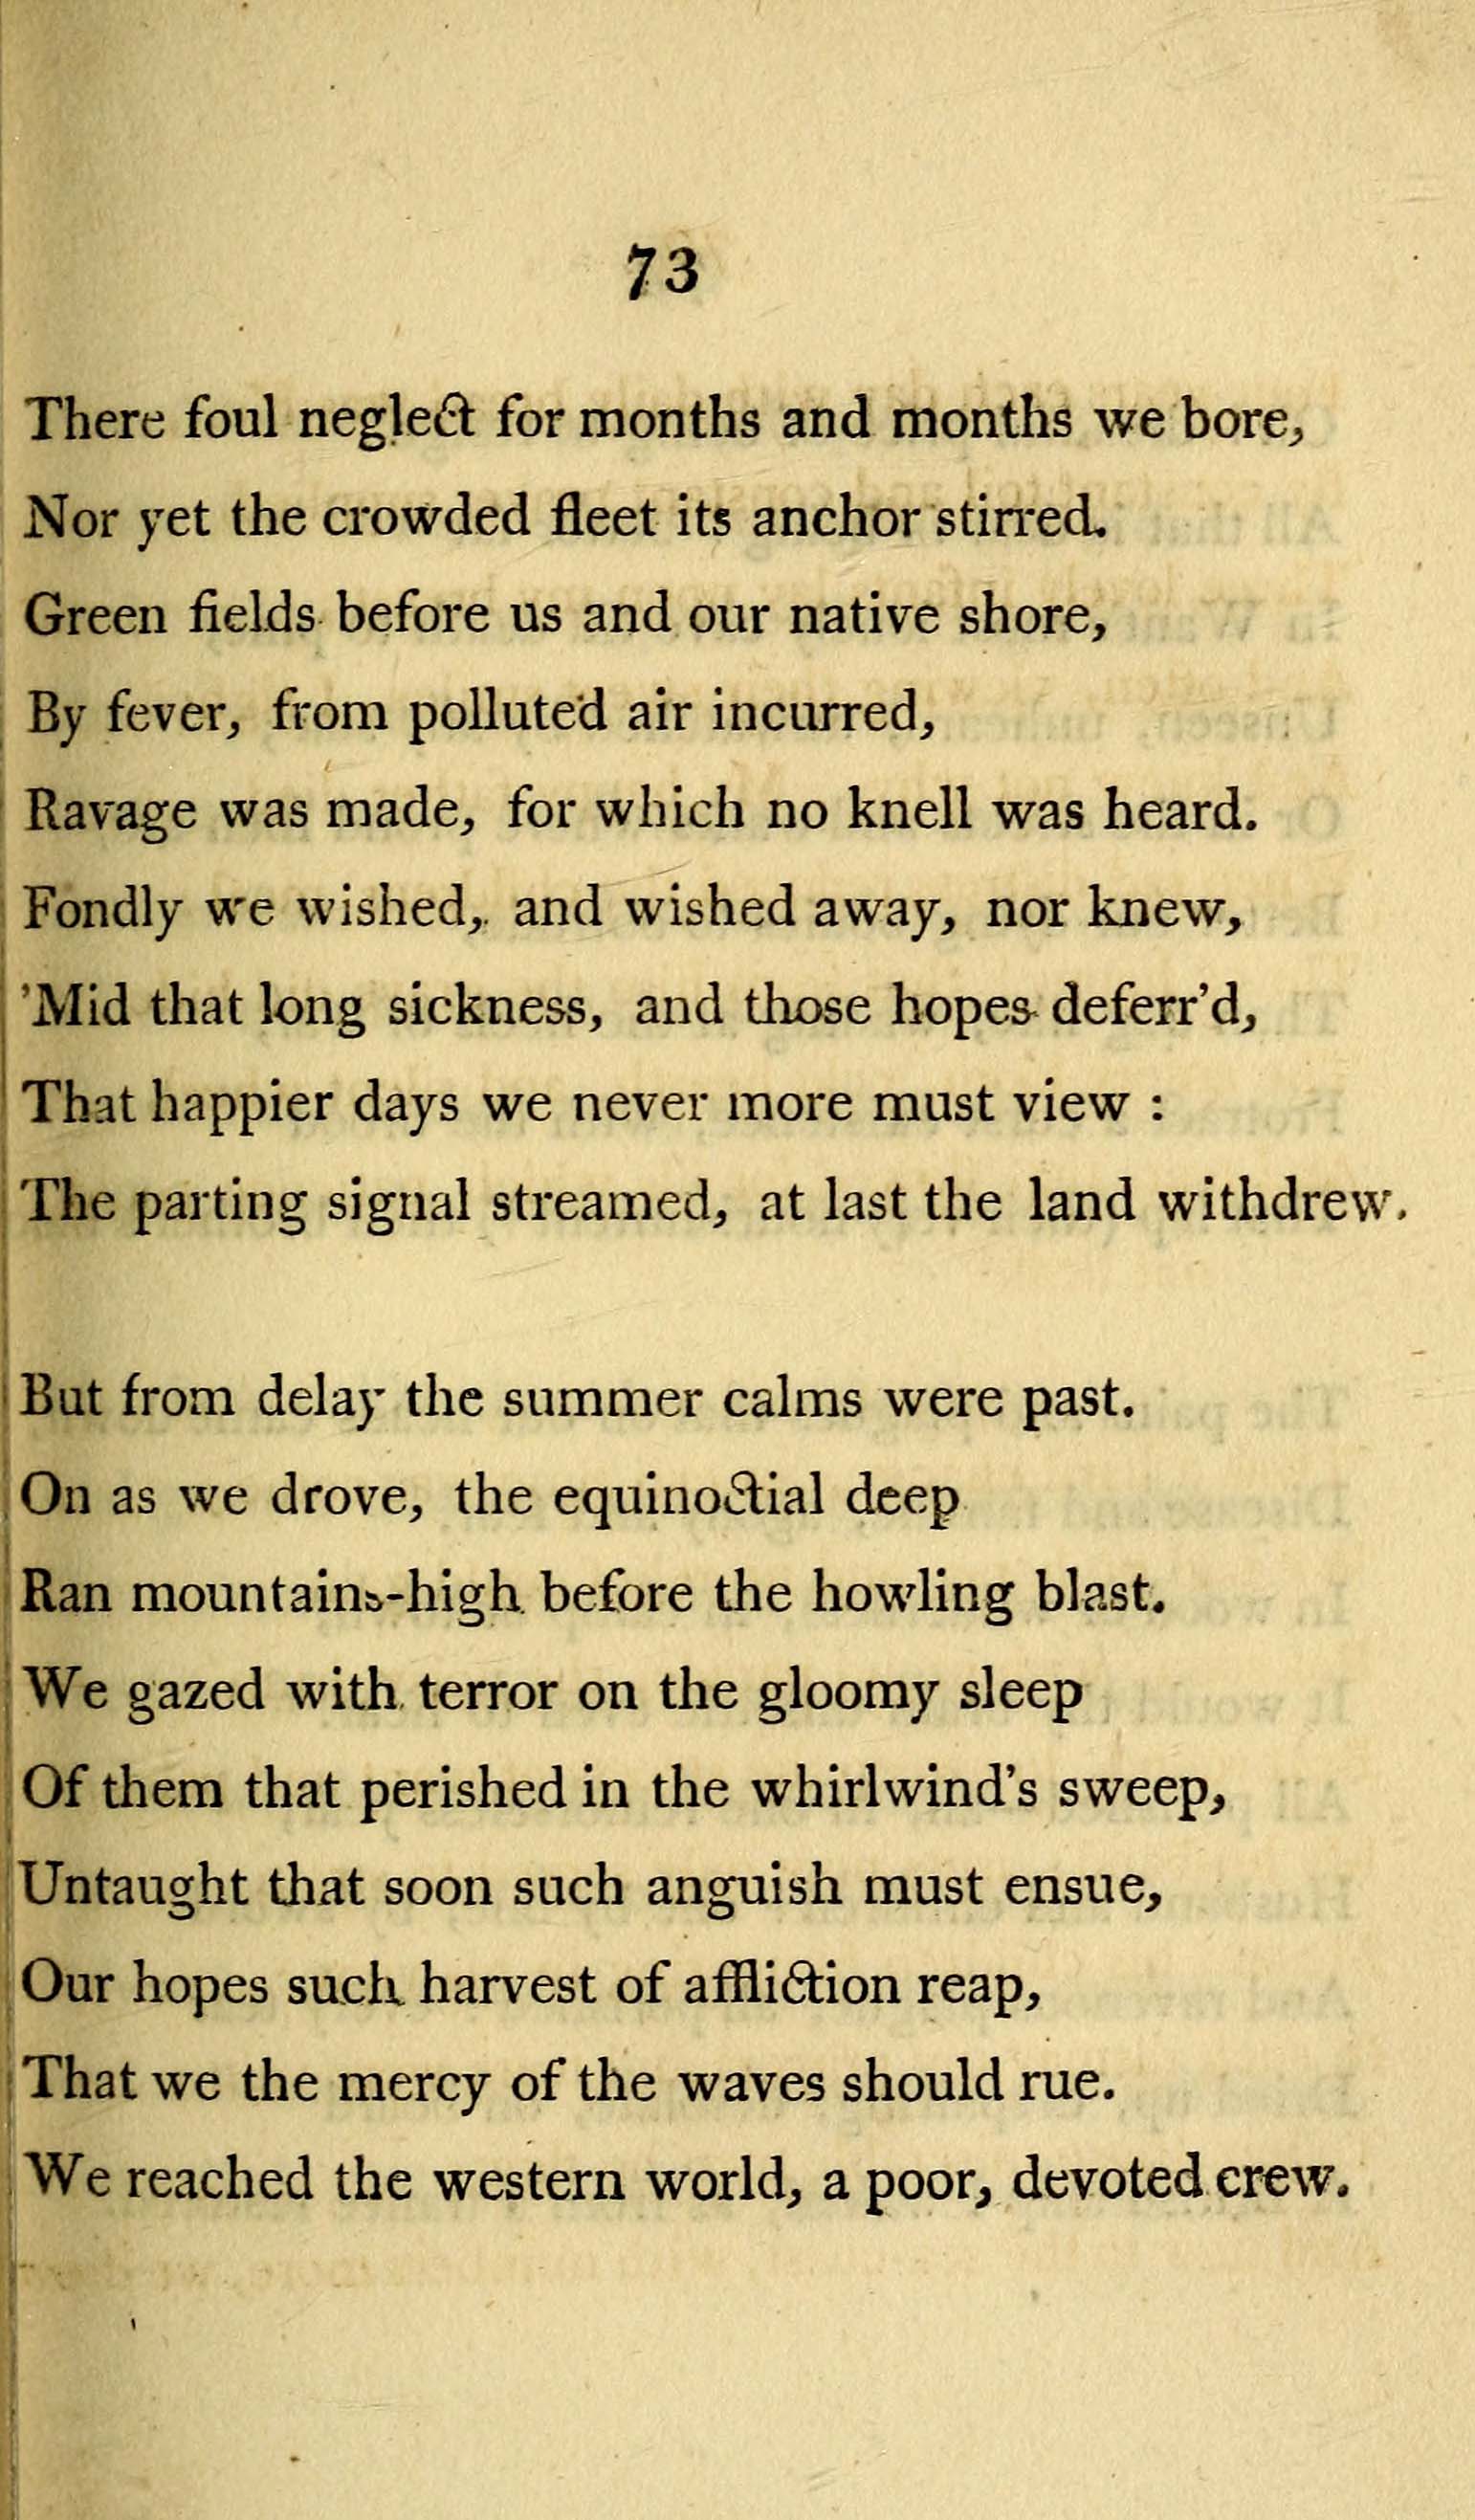 73
There foul neglect for months and months we bore,
Nor yet the crowded fleet its anchor stirred.
Green fields before us and our native shore,
By fever, from polluted air incurred,
Ravage was made, for which no knell was heard.
Fondly we wished, and wished away, nor knew,
'Mid that long sickness, and those hopes deferr'd,
That happier days we never more must view :
The parting signal streamed, at last the land withdrew.
But from delay the summer calms were past.
On as we drove, the equinoctial deep
Ran mountains-high before the howling blast.
We gazed with terror on the gloomy sleep
Of them that perished in the whirlwind's sweep,
Untaught that soon such anguish must ensue,
Our hopes such harvest of affliction reap,
That we the mercy of the waves should rue.
We reached the western world, a poor, devoted crew.